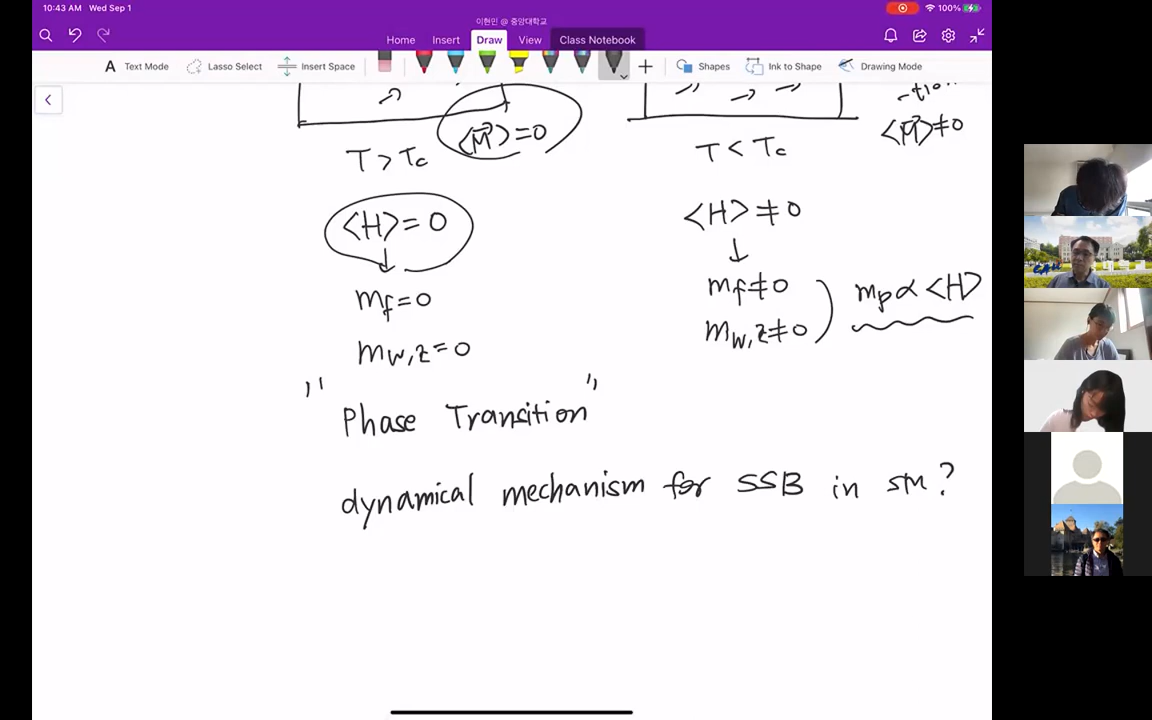 10:43 AM Wed Sep 1
100%
이현민 @ 중앙대학교
Home Insert Draw View Class Notebook
Text Mode Lasso Select Insert Space Shapes Ink to Shape Drawing Mode
-tion
<M⃗>=0 <M⃗>≠0
T > Tc T < Tc
<H>=0 <H>≠0
↓ ↓
mf=0 mf≠0 mp∝<H>
mW,Z=0 mW,Z≠0
"Phase Transition"
dynamical mechanism for SSB in SM?